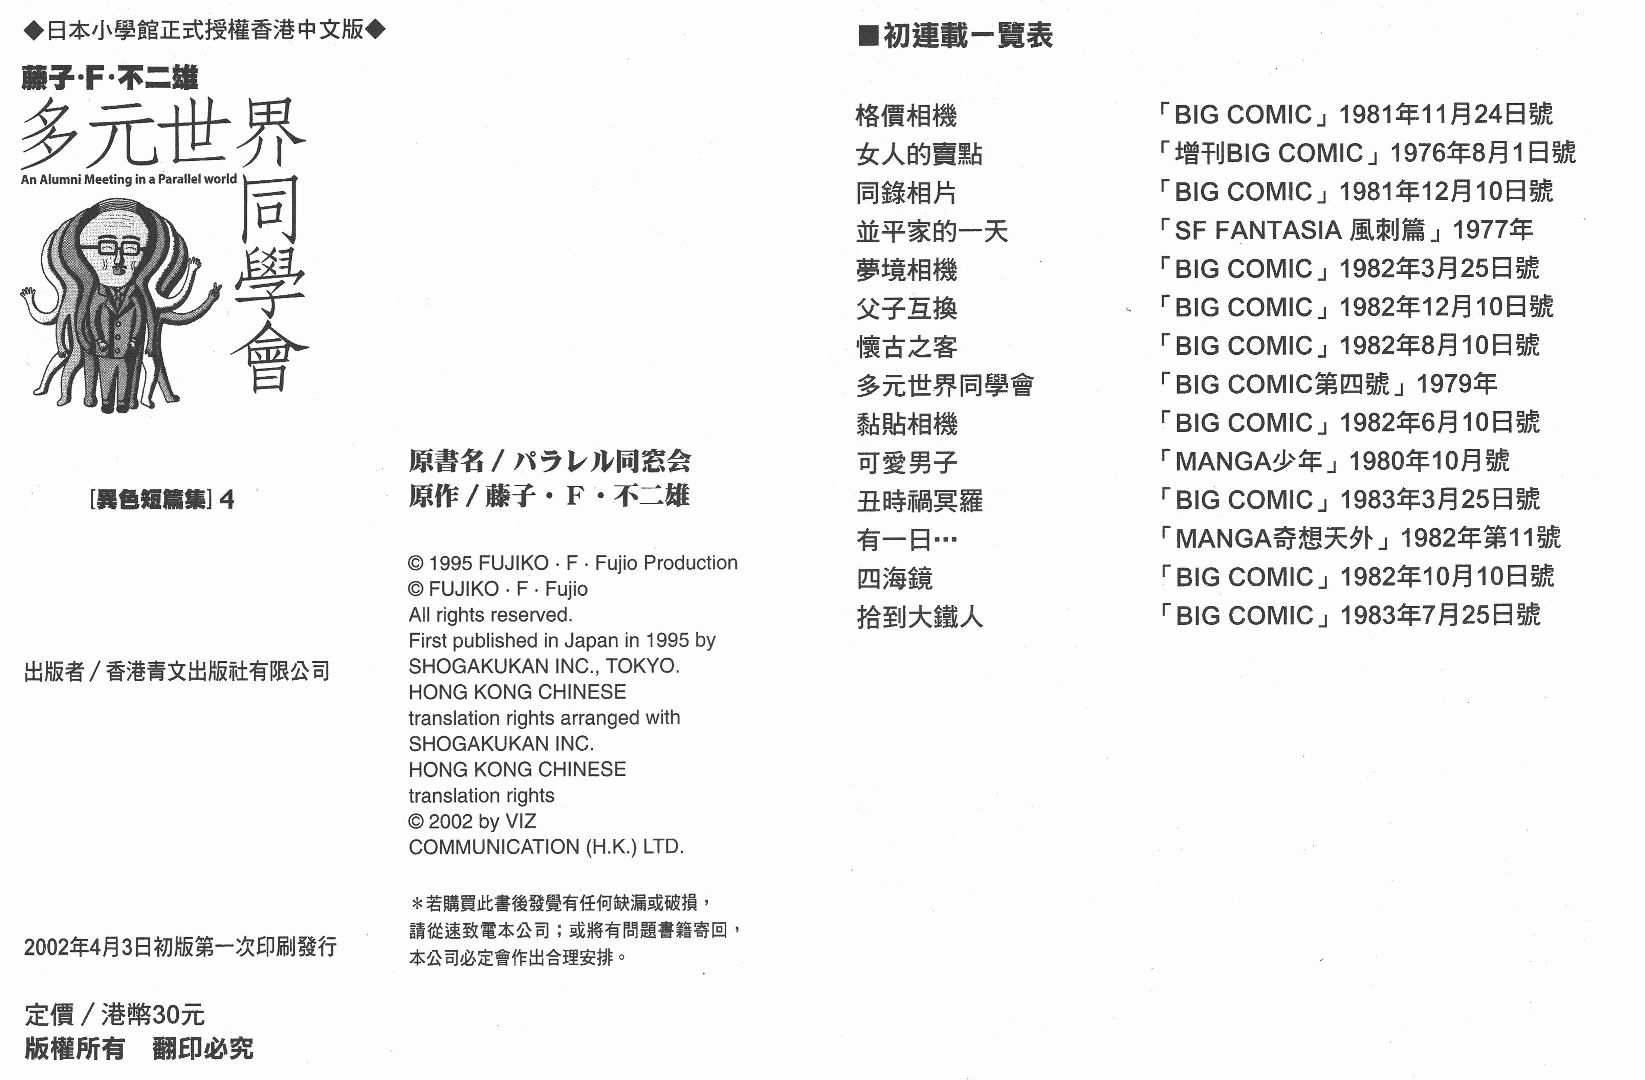 ◆日本小學館正式授權香港中文版◆
藤子·F·不二雄
多元世界
An Alumni Meeting in a Parallel world
同學會
[異色短篇集] 4
出版者/香港青文出版社有限公司
2002年4月3日初版第一次印刷發行
定價/港幣30元
版權所有 翻印必究
原書名/パラレル同窓会
原作/藤子・F・不二雄
© 1995 FUJIKO · F · Fujio Production
© FUJIKO · F · Fujio
All rights reserved.
First published in Japan in 1995 by
SHOGAKUKAN INC., TOKYO.
HONG KONG CHINESE
translation rights arranged with
SHOGAKUKAN INC.
HONG KONG CHINESE
translation rights
© 2002 by VIZ
COMMUNICATION (H.K.) LTD.
＊若購買此書後發覺有任何缺漏或破損，
請從速致電本公司；或將有問題書籍寄回，
本公司必定會作出合理安排。
■初連載一覽表
格價相機 「BIG COMIC」1981年11月24日號
女人的賣點 「增刊BIG COMIC」1976年8月1日號
同錄相片 「BIG COMIC」1981年12月10日號
並平家的一天 「SF FANTASIA 風刺篇」1977年
夢境相機 「BIG COMIC」1982年3月25日號
父子互換 「BIG COMIC」1982年12月10日號
懷古之客 「BIG COMIC」1982年8月10日號
多元世界同學會 「BIG COMIC第四號」1979年
黏貼相機 「BIG COMIC」1982年6月10日號
可愛男子 「MANGA少年」1980年10月號
丑時禍冥羅 「BIG COMIC」1983年3月25日號
有一日… 「MANGA奇想天外」1982年第11號
四海鏡 「BIG COMIC」1982年10月10日號
拾到大鐵人 「BIG COMIC」1983年7月25日號